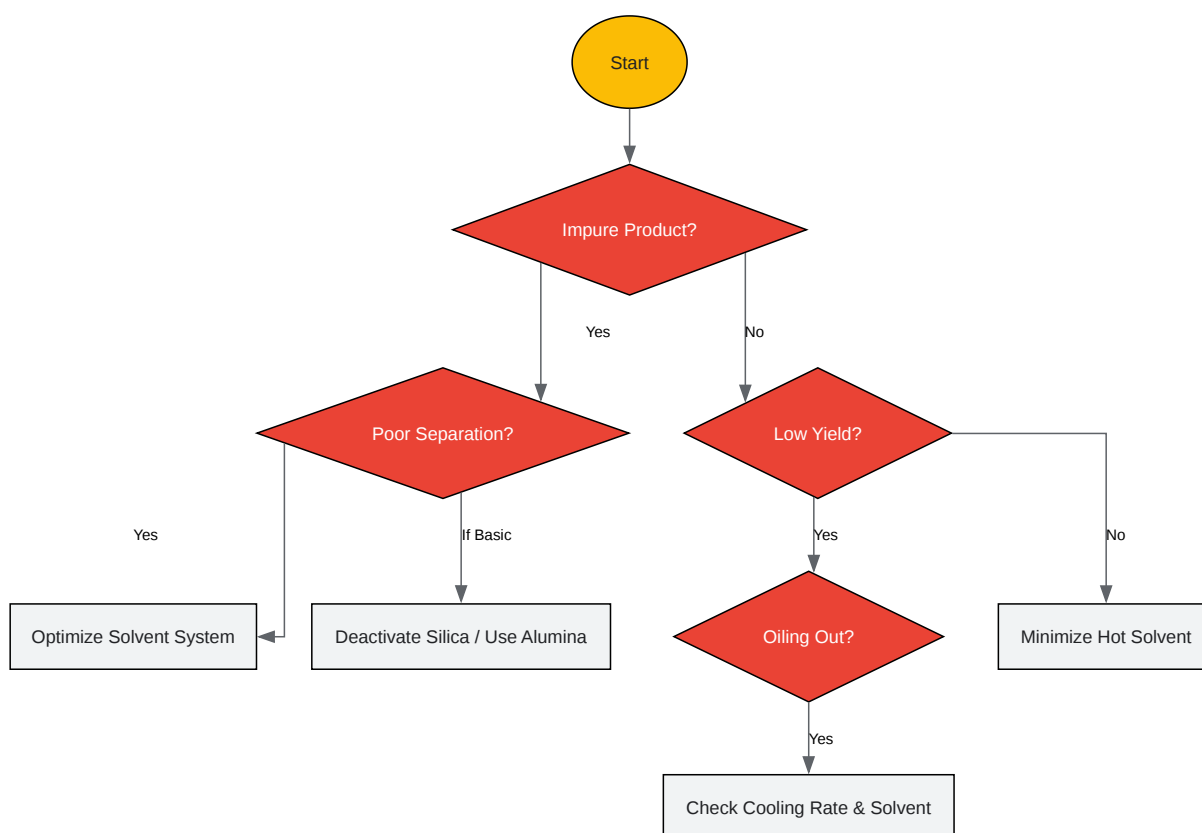 Start
Impure Product?
Yes
No
Poor Separation?
Low Yield?
Yes
If Basic
Yes
No
Optimize Solvent System
Deactivate Silica / Use Alumina
Oiling Out?
Minimize Hot Solvent
Yes
Check Cooling Rate & Solvent